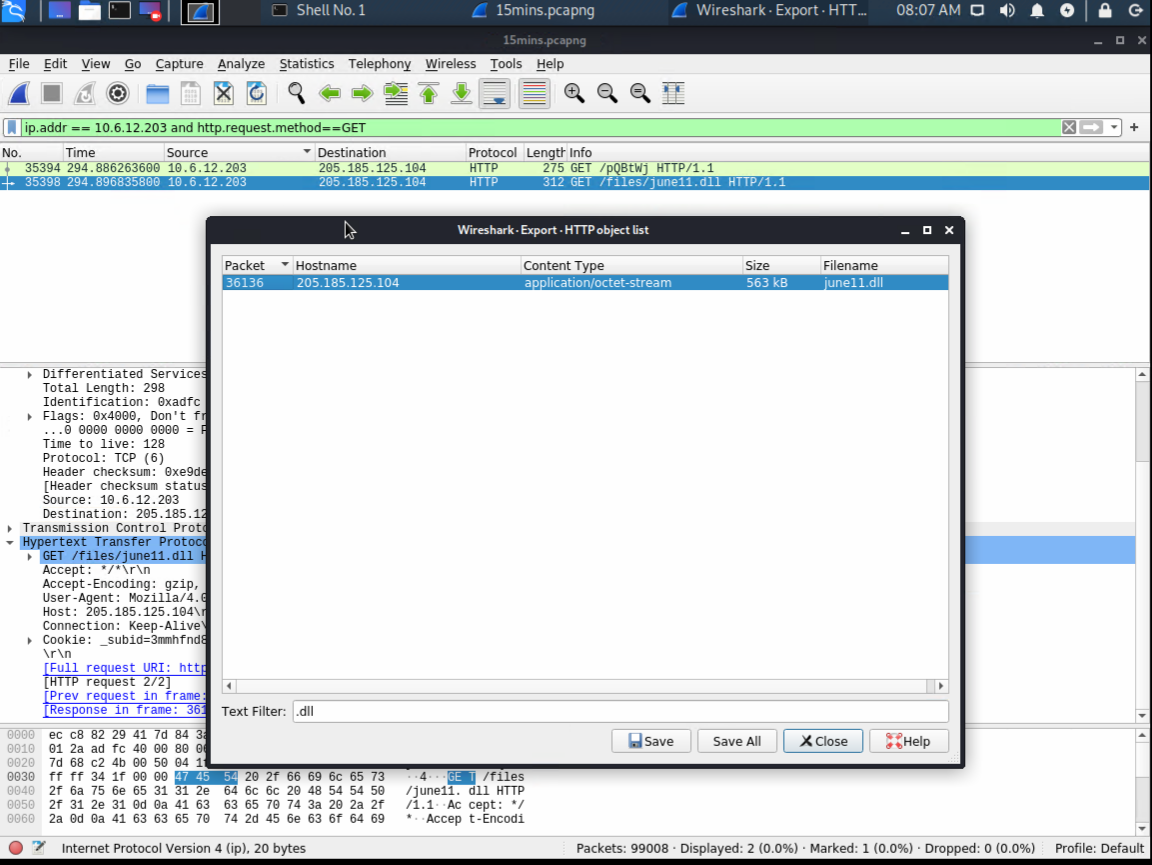 Shell No. 1
15mins.pcapng
Wireshark · Export · HTT...
08:07 AM
15mins.pcapng
File Edit View Go Capture Analyze Statistics Telephony Wireless Tools Help
ip.addr == 10.6.12.203 and http.request.method==GET
No. Time Source Destination Protocol Length Info
35394 294.886263600 10.6.12.203 205.185.125.104 HTTP 275 GET /pQBtWj HTTP/1.1
35398 294.896835800 10.6.12.203 205.185.125.104 HTTP 312 GET /files/june11.dll HTTP/1.1
Wireshark · Export · HTTP object list
Packet Hostname Content Type Size Filename
36136 205.185.125.104 application/octet-stream 563 kB june11.dll
Text Filter: .dll
Save Save All Close Help
Differentiated Services
Total Length: 298
Identification: 0xadfc
Flags: 0x4000, Don't fr
...0 0000 0000 0000 = F
Time to live: 128
Protocol: TCP (6)
Header checksum: 0xe9de
[Header checksum status
Source: 10.6.12.203
Destination: 205.185.12
Transmission Control Proto
Hypertext Transfer Protoco
GET /files/june11.dll H
Accept: */*\r\n
Accept-Encoding: gzip,
User-Agent: Mozilla/4.0
Host: 205.185.125.104\r
Connection: Keep-Alive\
Cookie: _subid=3mmhfnd8
\r\n
[Full request URI: http
[HTTP request 2/2]
[Prev request in frame:
[Response in frame: 361
0000 ec c8 82 29 41 7d 84 3a
0010 01 2a ad fc 40 00 80 06
0020 7d 68 c2 4b 00 50 04 1f
0030 ff ff 34 1f 00 00 47 45 54 20 2f 66 69 6c 65 73 ··4···GE T /files
0040 2f 6a 75 6e 65 31 31 2e 64 6c 6c 20 48 54 54 50 /june11. dll HTTP
0050 2f 31 2e 31 0d 0a 41 63 63 65 70 74 3a 20 2a 2f /1.1··Ac cept: */
0060 2a 0d 0a 41 63 63 65 70 74 2d 45 6e 63 6f 64 69 *··Accep t-Encodi
Internet Protocol Version 4 (ip), 20 bytes
Packets: 99008 · Displayed: 2 (0.0%) · Marked: 1 (0.0%) · Dropped: 0 (0.0%)
Profile: Default